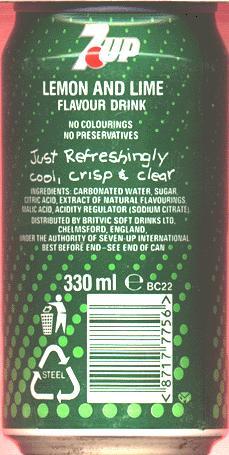 7UP
LEMON AND LIME
FLAVOUR DRINK
NO COLOURINGS
NO PRESERVATIVES
Just Refreshingly
cool, crisp & clear
INGREDIENTS: CARBONATED WATER, SUGAR,
CITRIC ACID, EXTRACT OF NATURAL FLAVOURINGS,
MALIC ACID, ACIDITY REGULATOR (SODIUM CITRATE).
DISTRIBUTED BY BRITVIC SOFT DRINKS LTD,
CHELMSFORD, ENGLAND,
UNDER THE AUTHORITY OF SEVEN-UP INTERNATIONAL
BEST BEFORE END-SEE END OF CAN
330 ml ℮ BC22
<87177756>
STEEL